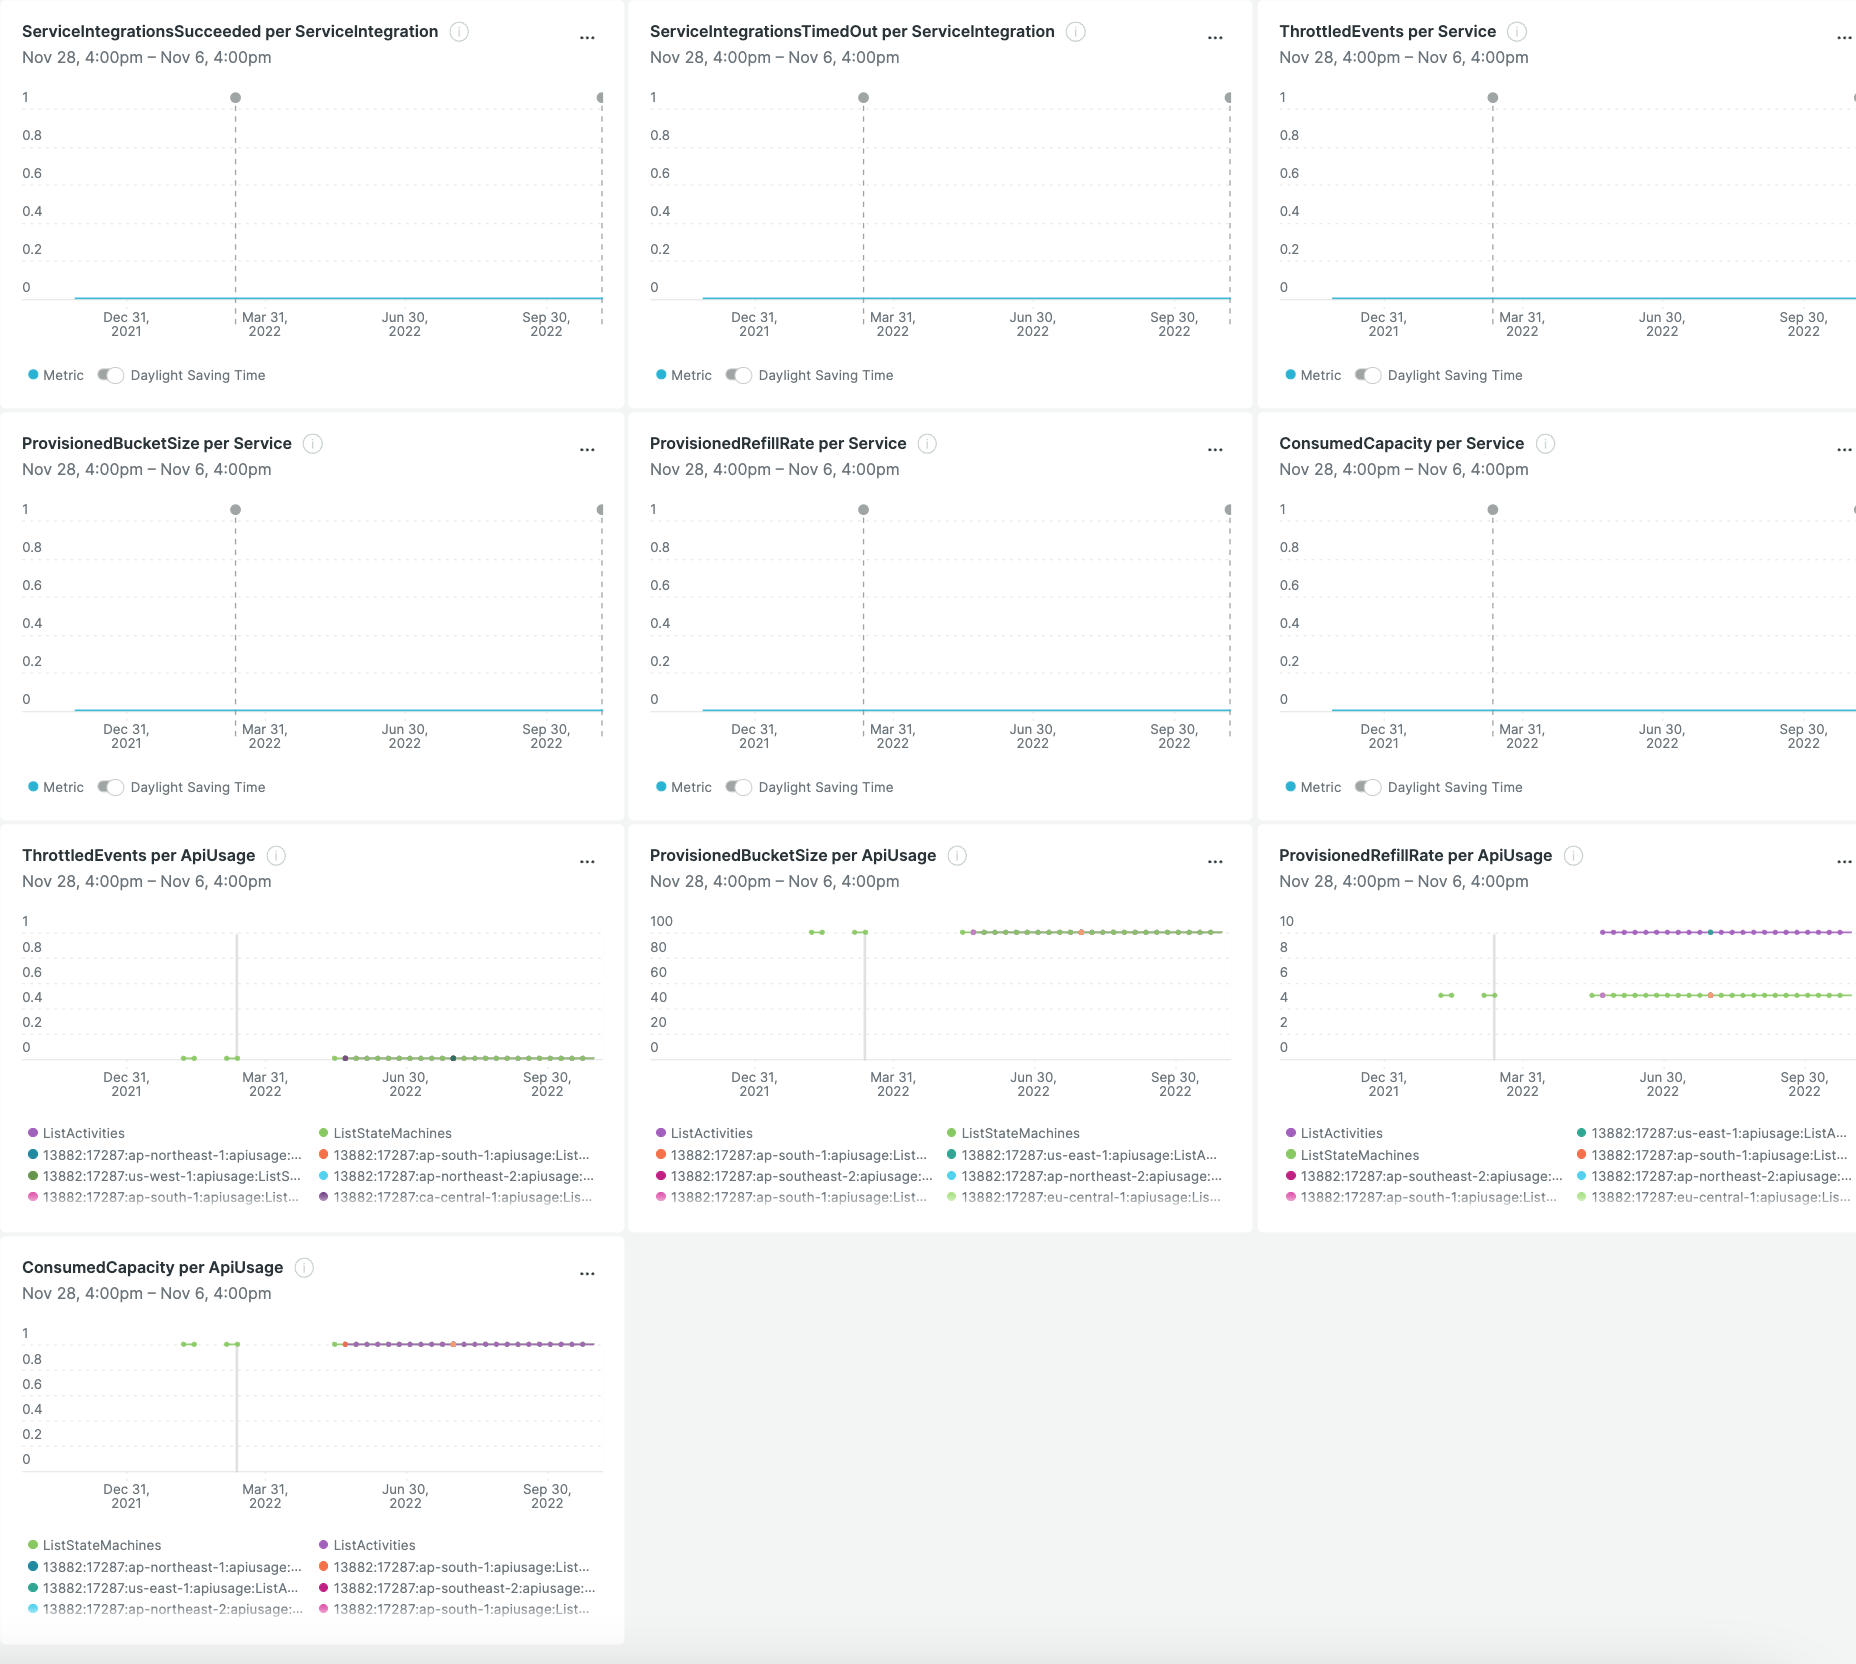 ServiceIntegrationsSucceeded per ServiceIntegration
Nov 28, 4:00pm – Nov 6, 4:00pm
1
0.8
0.6
0.4
0.2
0
Dec 31, 2021
Mar 31, 2022
Jun 30, 2022
Sep 30, 2022
Metric
Daylight Saving Time
ServiceIntegrationsTimedOut per ServiceIntegration
Nov 28, 4:00pm – Nov 6, 4:00pm
1
0.8
0.6
0.4
0.2
0
Dec 31, 2021
Mar 31, 2022
Jun 30, 2022
Sep 30, 2022
Metric
Daylight Saving Time
ThrottledEvents per Service
Nov 28, 4:00pm – Nov 6, 4:00pm
1
0.8
0.6
0.4
0.2
0
Dec 31, 2021
Mar 31, 2022
Jun 30, 2022
Sep 30, 2022
Metric
Daylight Saving Time
ProvisionedBucketSize per Service
Nov 28, 4:00pm – Nov 6, 4:00pm
1
0.8
0.6
0.4
0.2
0
Dec 31, 2021
Mar 31, 2022
Jun 30, 2022
Sep 30, 2022
Metric
Daylight Saving Time
ProvisionedRefillRate per Service
Nov 28, 4:00pm – Nov 6, 4:00pm
1
0.8
0.6
0.4
0.2
0
Dec 31, 2021
Mar 31, 2022
Jun 30, 2022
Sep 30, 2022
Metric
Daylight Saving Time
ConsumedCapacity per Service
Nov 28, 4:00pm – Nov 6, 4:00pm
1
0.8
0.6
0.4
0.2
0
Dec 31, 2021
Mar 31, 2022
Jun 30, 2022
Sep 30, 2022
Metric
Daylight Saving Time
ThrottledEvents per ApiUsage
Nov 28, 4:00pm – Nov 6, 4:00pm
1
0.8
0.6
0.4
0.2
0
Dec 31, 2021
Mar 31, 2022
Jun 30, 2022
Sep 30, 2022
ListActivities
ListStateMachines
13882:17287:ap-northeast-1:apiusage:...
13882:17287:ap-south-1:apiusage:List...
13882:17287:us-west-1:apiusage:ListS...
13882:17287:ap-northeast-2:apiusage:...
13882:17287:ap-south-1:apiusage:List...
13882:17287:ca-central-1:apiusage:Lis...
ProvisionedBucketSize per ApiUsage
Nov 28, 4:00pm – Nov 6, 4:00pm
100
80
60
40
20
0
Dec 31, 2021
Mar 31, 2022
Jun 30, 2022
Sep 30, 2022
ListActivities
ListStateMachines
13882:17287:ap-south-1:apiusage:List...
13882:17287:us-east-1:apiusage:ListA...
13882:17287:ap-southeast-2:apiusage:...
13882:17287:ap-northeast-2:apiusage:...
13882:17287:ap-south-1:apiusage:List...
13882:17287:eu-central-1:apiusage:Lis...
ProvisionedRefillRate per ApiUsage
Nov 28, 4:00pm – Nov 6, 4:00pm
10
8
6
4
2
0
Dec 31, 2021
Mar 31, 2022
Jun 30, 2022
Sep 30, 2022
ListActivities
13882:17287:us-east-1:apiusage:ListA...
ListStateMachines
13882:17287:ap-south-1:apiusage:List...
13882:17287:ap-southeast-2:apiusage:...
13882:17287:ap-northeast-2:apiusage:...
13882:17287:ap-south-1:apiusage:List...
13882:17287:eu-central-1:apiusage:Lis...
ConsumedCapacity per ApiUsage
Nov 28, 4:00pm – Nov 6, 4:00pm
1
0.8
0.6
0.4
0.2
0
Dec 31, 2021
Mar 31, 2022
Jun 30, 2022
Sep 30, 2022
ListStateMachines
ListActivities
13882:17287:ap-northeast-1:apiusage:...
13882:17287:ap-south-1:apiusage:List...
13882:17287:us-east-1:apiusage:ListA...
13882:17287:ap-southeast-2:apiusage:...
13882:17287:ap-northeast-2:apiusage:...
13882:17287:ap-south-1:apiusage:List...